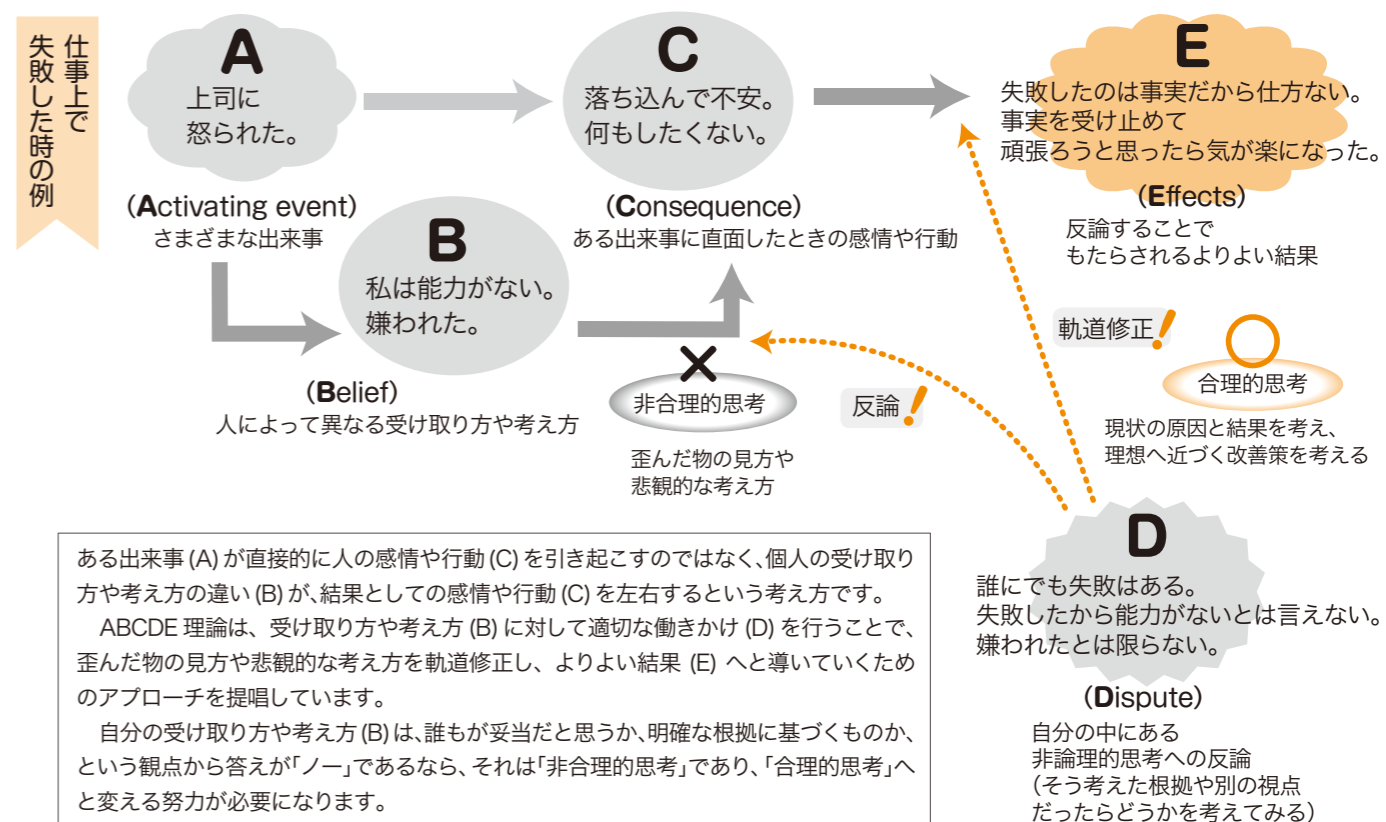 仕事上で
失敗した時の例
A
上司に
怒られた。
(Activating event)
さまざまな出来事
B
私は能力がない。
嫌われた。
(Belief)
人によって異なる受け取り方や考え方
C
落ち込んで不安。
何もしたくない。
(Consequence)
ある出来事に直面したときの感情や行動
非合理的思考
歪んだ物の見方や
悲観的な考え方
反論
E
失敗したのは事実だから仕方ない。
事実を受け止めて
頑張ろうと思ったら気が楽になった。
(Effects)
反論することで
もたらされるよりよい結果
軌道修正
合理的思考
現状の原因と結果を考え、
理想へ近づく改善策を考える
D
誰にでも失敗はある。
失敗したから能力がないとは言えない。
嫌われたとは限らない。
(Dispute)
自分の中にある
非論理的思考への反論
(そう考えた根拠や別の視点
だったらどうかを考えてみる)
ある出来事(A)が直接的に人の感情や行動(C)を引き起こすのではなく、個人の受け取り
方や考え方の違い(B)が、結果としての感情や行動(C)を左右するという考え方です。
　ABCDE理論は、受け取り方や考え方(B)に対して適切な働きかけ(D)を行うことで、
歪んだ物の見方や悲観的な考え方を軌道修正し、よりよい結果(E)へと導いていくため
のアプローチを提唱しています。
　自分の受け取り方や考え方(B)は、誰もが妥当だと思うか、明確な根拠に基づくものか、
という観点から答えが「ノー」であるなら、それは「非合理的思考」であり、「合理的思考」へ
と変える努力が必要になります。